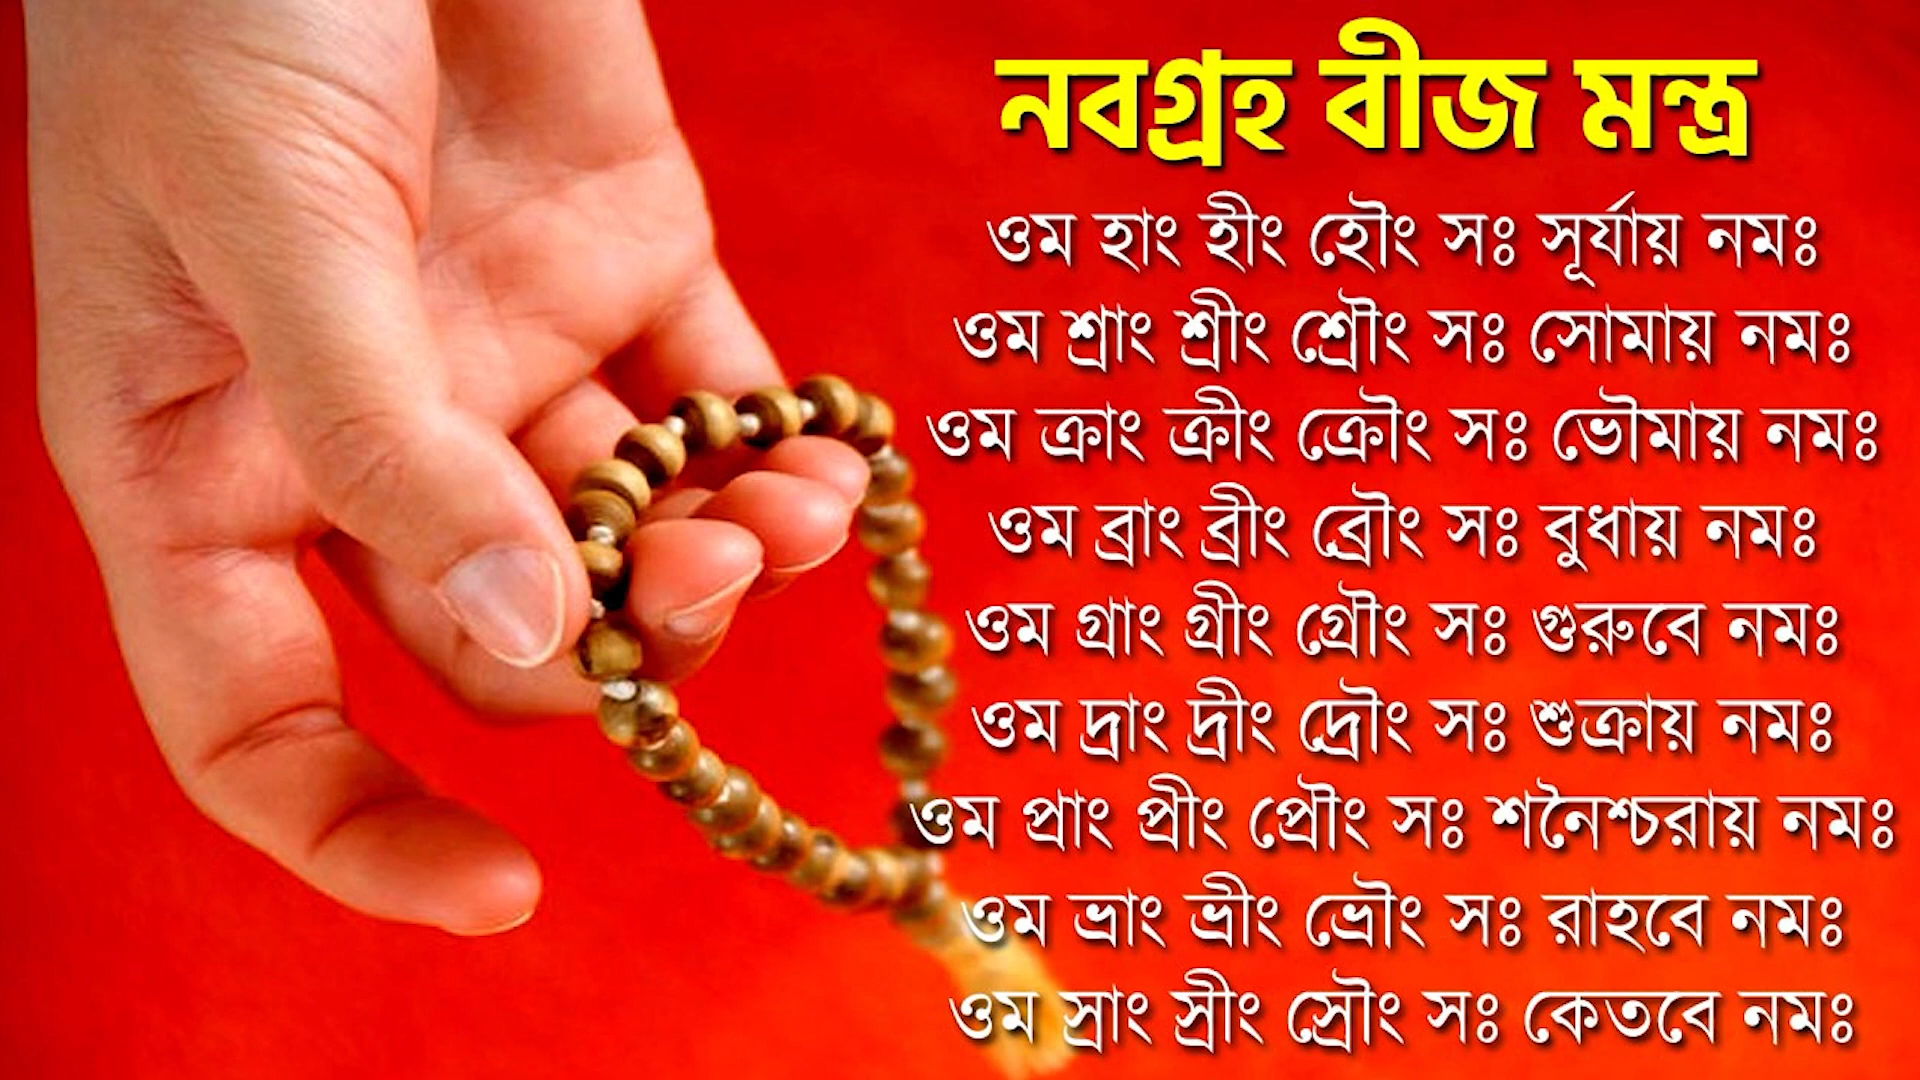 নবগ্রহ বীজ মন্ত্র
ওম হাং হীং হৌং সঃ সূর্যায় নমঃ
ওম শ্রাং শ্রীং শ্রৌং সঃ সোমায় নমঃ
ওম ক্রাং ক্রীং ক্রৌং সঃ ভৌমায় নমঃ
ওম ব্রাং ব্রীং ব্রৌং সঃ বুধায় নমঃ
ওম গ্রাং গ্রীং গ্রৌং সঃ গুরুবে নমঃ
ওম দ্রাং দ্রীং দ্রৌং সঃ শুক্রায় নমঃ
ওম প্রাং প্রীং প্রৌং সঃ শনৈশ্চরায় নমঃ
ওম ভ্রাং ভ্রীং ভ্রৌং সঃ রাহবে নমঃ
ওম স্রাং স্রীং স্রৌং সঃ কেতবে নমঃ